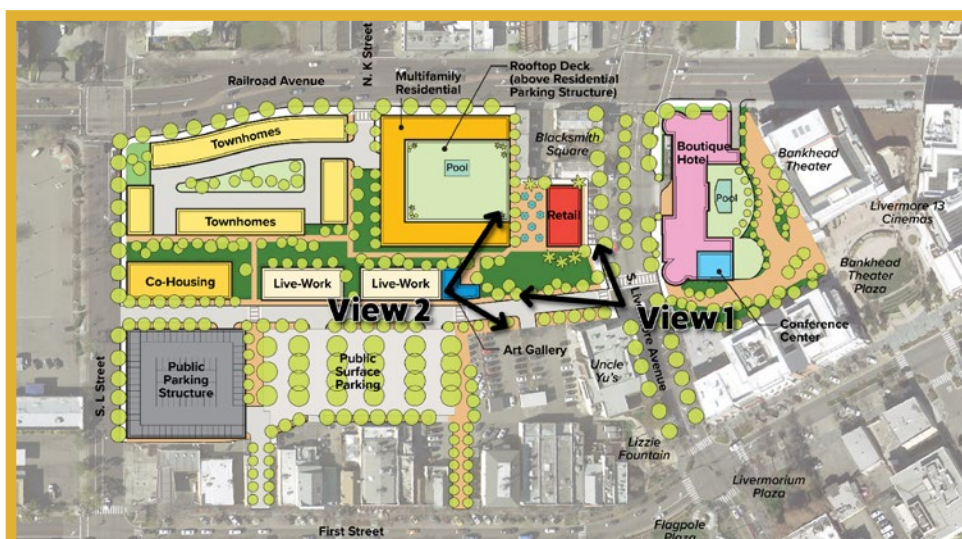 N. K Street
Railroad Avenue
Multifamily
Residential
Rooftop Deck
(above Residential
Parking Structure)
Townhomes
Pool
Blacksmith
Square
Boutique
Hotel
Bankhead
Theater
Pool
Livermore 13
Cinemas
Townhomes
Retail
Bankhead
Theater
Plaza
Co-Housing
Live-Work
Live-Work
View 2
View 1
S. Livermore Avenue
Conference
Center
Art Gallery
S. L Street
Public
Parking
Structure
Public
Surface
Parking
Uncle
Yu's
Lizzie
Fountain
Livermorium
Plaza
First Street
Flagpole
Plaza